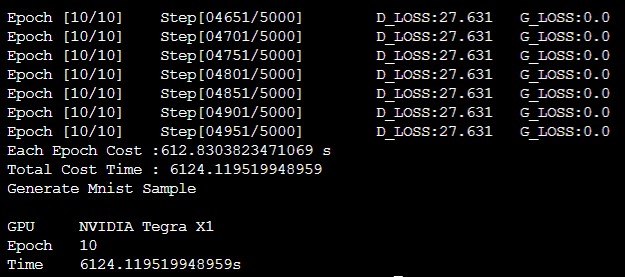 Epoch [10/10]    Step[04651/5000]        D_LOSS:27.631   G_LOSS:0.0
Epoch [10/10]    Step[04701/5000]        D_LOSS:27.631   G_LOSS:0.0
Epoch [10/10]    Step[04751/5000]        D_LOSS:27.631   G_LOSS:0.0
Epoch [10/10]    Step[04801/5000]        D_LOSS:27.631   G_LOSS:0.0
Epoch [10/10]    Step[04851/5000]        D_LOSS:27.631   G_LOSS:0.0
Epoch [10/10]    Step[04901/5000]        D_LOSS:27.631   G_LOSS:0.0
Epoch [10/10]    Step[04951/5000]        D_LOSS:27.631   G_LOSS:0.0
Each Epoch Cost :612.8303823471069 s
Total Cost Time : 6124.119519948959
Generate Mnist Sample
GPU     NVIDIA Tegra X1
Epoch   10
Time    6124.119519948959s